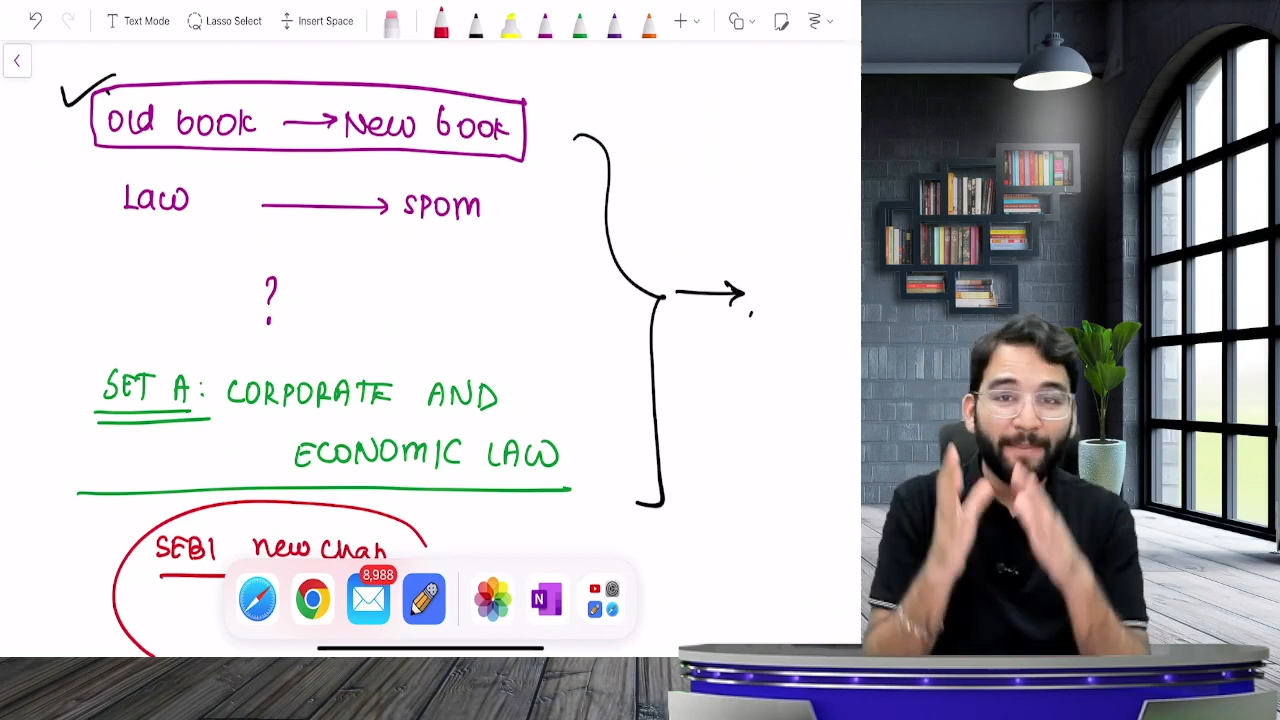 Text Mode Lasso Select Insert Space
Old book → New book
Law → SPOM
?
SET A: CORPORATE AND
ECONOMIC LAW
SEBI new
8,988
N